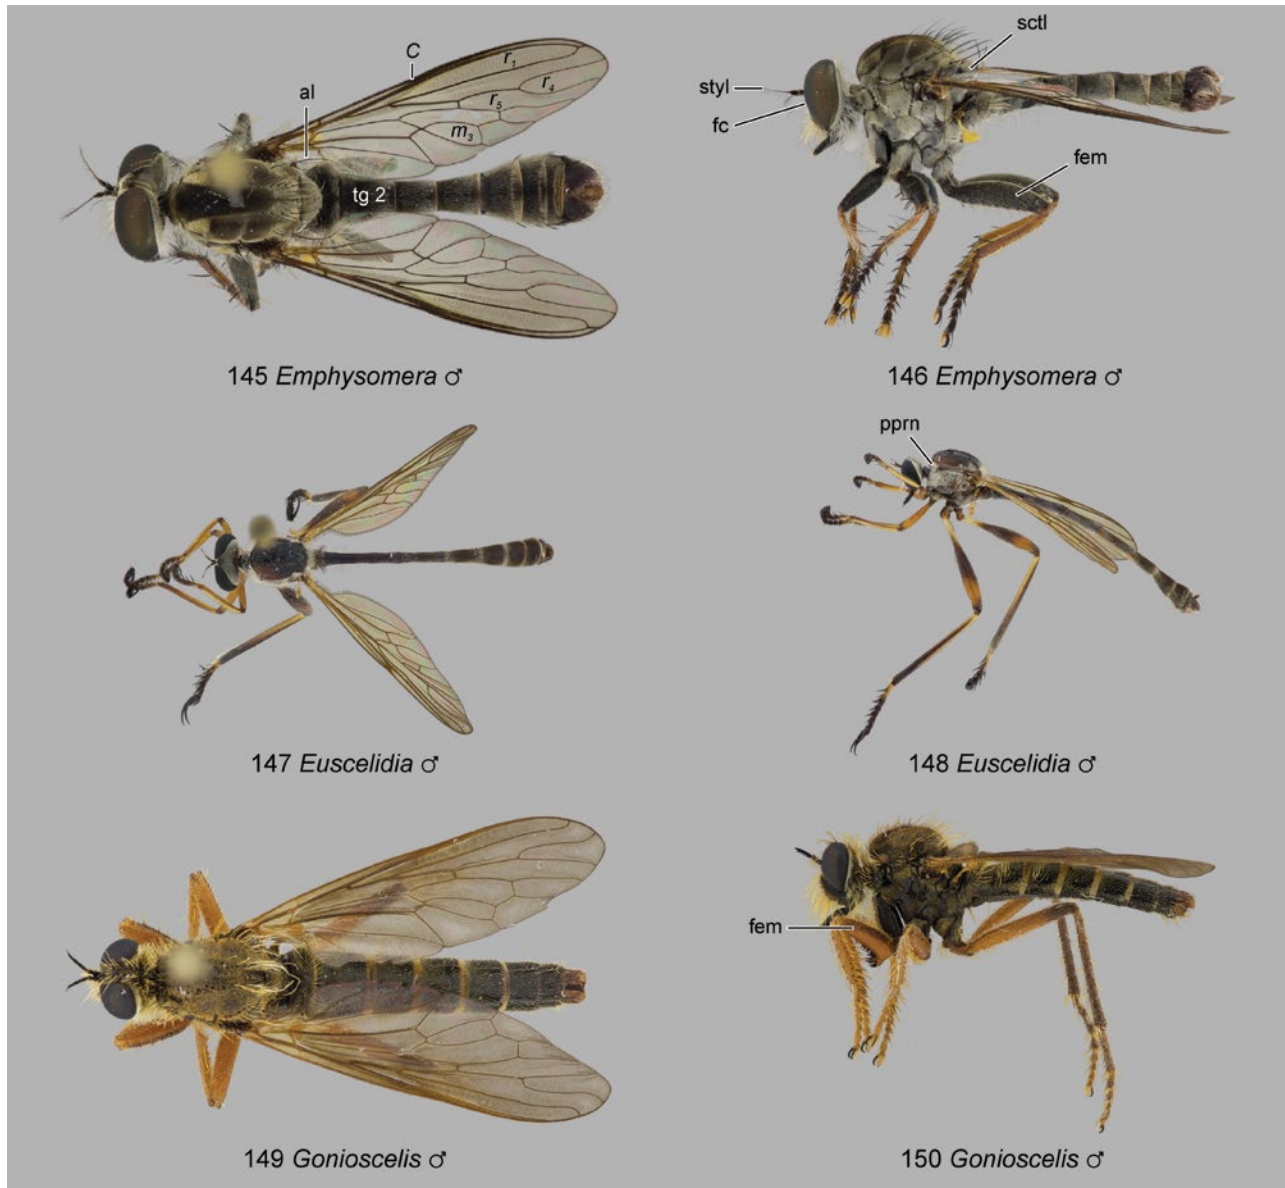 C
r1
r4
al
r5
m3
tg 2
145 Emphysomera ♂
sctl
styl
fc
fem
146 Emphysomera ♂
147 Euscelidia ♂
pprn
148 Euscelidia ♂
149 Gonioscelis ♂
fem
150 Gonioscelis ♂